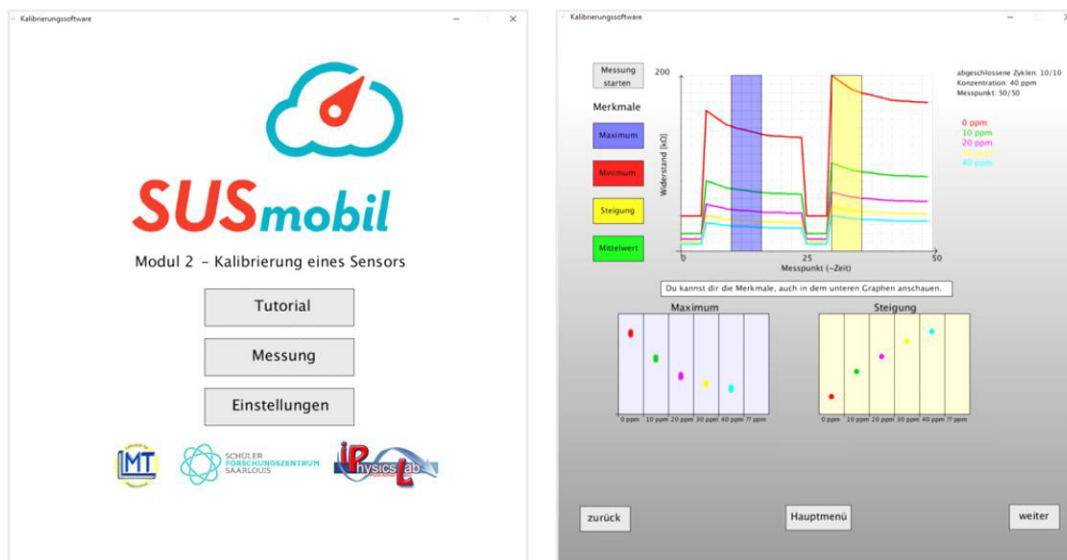 Kalibrierungssoftware
SUSmobil
Modul 2 – Kalibrierung eines Sensors
Tutorial
Messung
Einstellungen
LMT
SCHÜLER
FORSCHUNGSZENTRUM
SAARLOUIS
iPhysicsLab
Kalibrierungssoftware
Messung
starten
Merkmale
Maximum
Minimum
Steigung
Mittelwert
200
Widerstand [kΩ]
0
25
50
Messpunkt (~Zeit)
abgeschlossene Zyklen: 10/10
Konzentration: 40 ppm
Messpunkt: 50/50
0 ppm
10 ppm
20 ppm
30 ppm
40 ppm
Du kannst dir die Merkmale, auch in dem unteren Graphen anschauen.
Maximum
0 ppm 10 ppm 20 ppm 30 ppm 40 ppm ?? ppm
Steigung
0 ppm 10 ppm 20 ppm 30 ppm 40 ppm ?? ppm
zurück
Hauptmenü
weiter